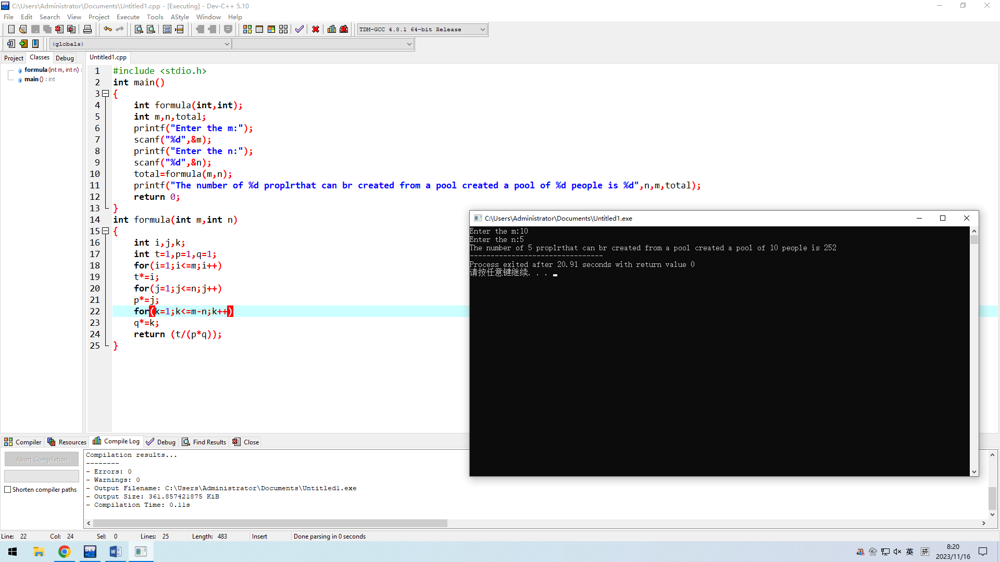 C:\Users\Administrator\Documents\Untitled1.cpp - [Executing] - Dev-C++ 5.10
File Edit Search View Project Execute Tools AStyle Window Help
TDM-GCC 4.8.1 64-bit Release
(globals)
Project Classes Debug
formula (int m, int n) :
main () : int
Untitled1.cpp
1 #include <stdio.h>
2 int main()
3 {
4 int formula(int,int);
5 int m,n,total;
6 printf("Enter the m:");
7 scanf("%d",&m);
8 printf("Enter the n:");
9 scanf("%d",&n);
10 total=formula(m,n);
11 printf("The number of %d proplrthat can br created from a pool created a pool of %d people is %d",n,m,total);
12 return 0;
13 }
14 int formula(int m,int n)
15 {
16 int i,j,k;
17 int t=1,p=1,q=1;
18 for(i=1;i<=m;i++)
19 t*=i;
20 for(j=1;j<=n;j++)
21 p*=j;
22 for(k=1;k<=m-n;k++)
23 q*=k;
24 return (t/(p*q));
25 }
C:\Users\Administrator\Documents\Untitled1.exe
Enter the m:10
Enter the n:5
The number of 5 proplrthat can br created from a pool created a pool of 10 people is 252
--------------------------------
Process exited after 20.91 seconds with return value 0
请按任意键继续. . .
Compiler Resources Compile Log Debug Find Results Close
Abort Compilation
Shorten compiler paths
Compilation results...
--------
- Errors: 0
- Warnings: 0
- Output Filename: C:\Users\Administrator\Documents\Untitled1.exe
- Output Size: 361.857421875 KiB
- Compilation Time: 0.11s
Line: 22 Col: 24 Sel: 0 Lines: 25 Length: 483 Insert Done parsing in 0 seconds
DEV
W
英 拼
8:20
2023/11/16